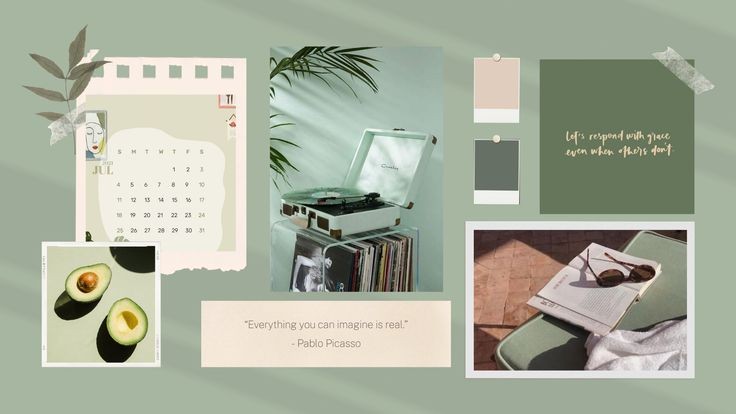 2021
JUL
S M T W T F S
1 2 3
4 5 6 7 8 9 10
11 12 13 14 15 16 17
18 19 20 21 22 23 24
25 26 27 28 29 30 31
Crosley
Let's respond with grace
even when others don't.
“Everything you can imagine is real.”
- Pablo Picasso